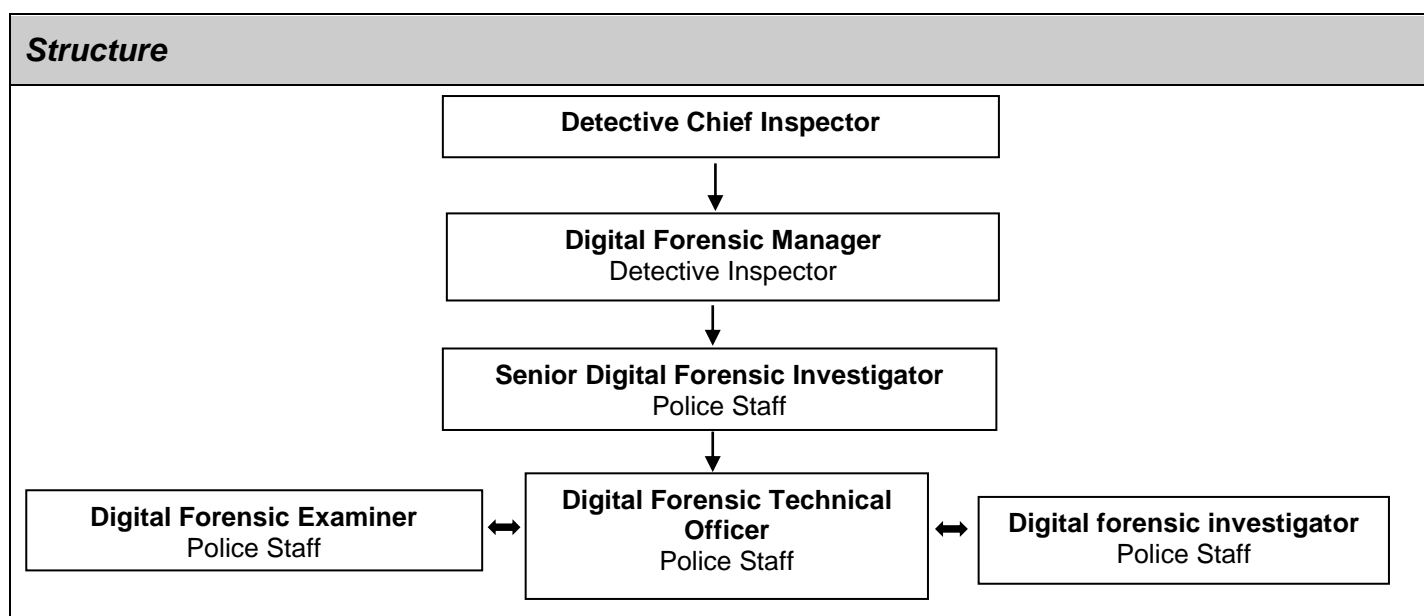 Structure
Detective Chief Inspector
Digital Forensic Manager
Detective Inspector
Senior Digital Forensic Investigator
Police Staff
Digital Forensic Examiner
Police Staff
Digital Forensic Technical
Officer
Police Staff
Digital forensic investigator
Police Staff